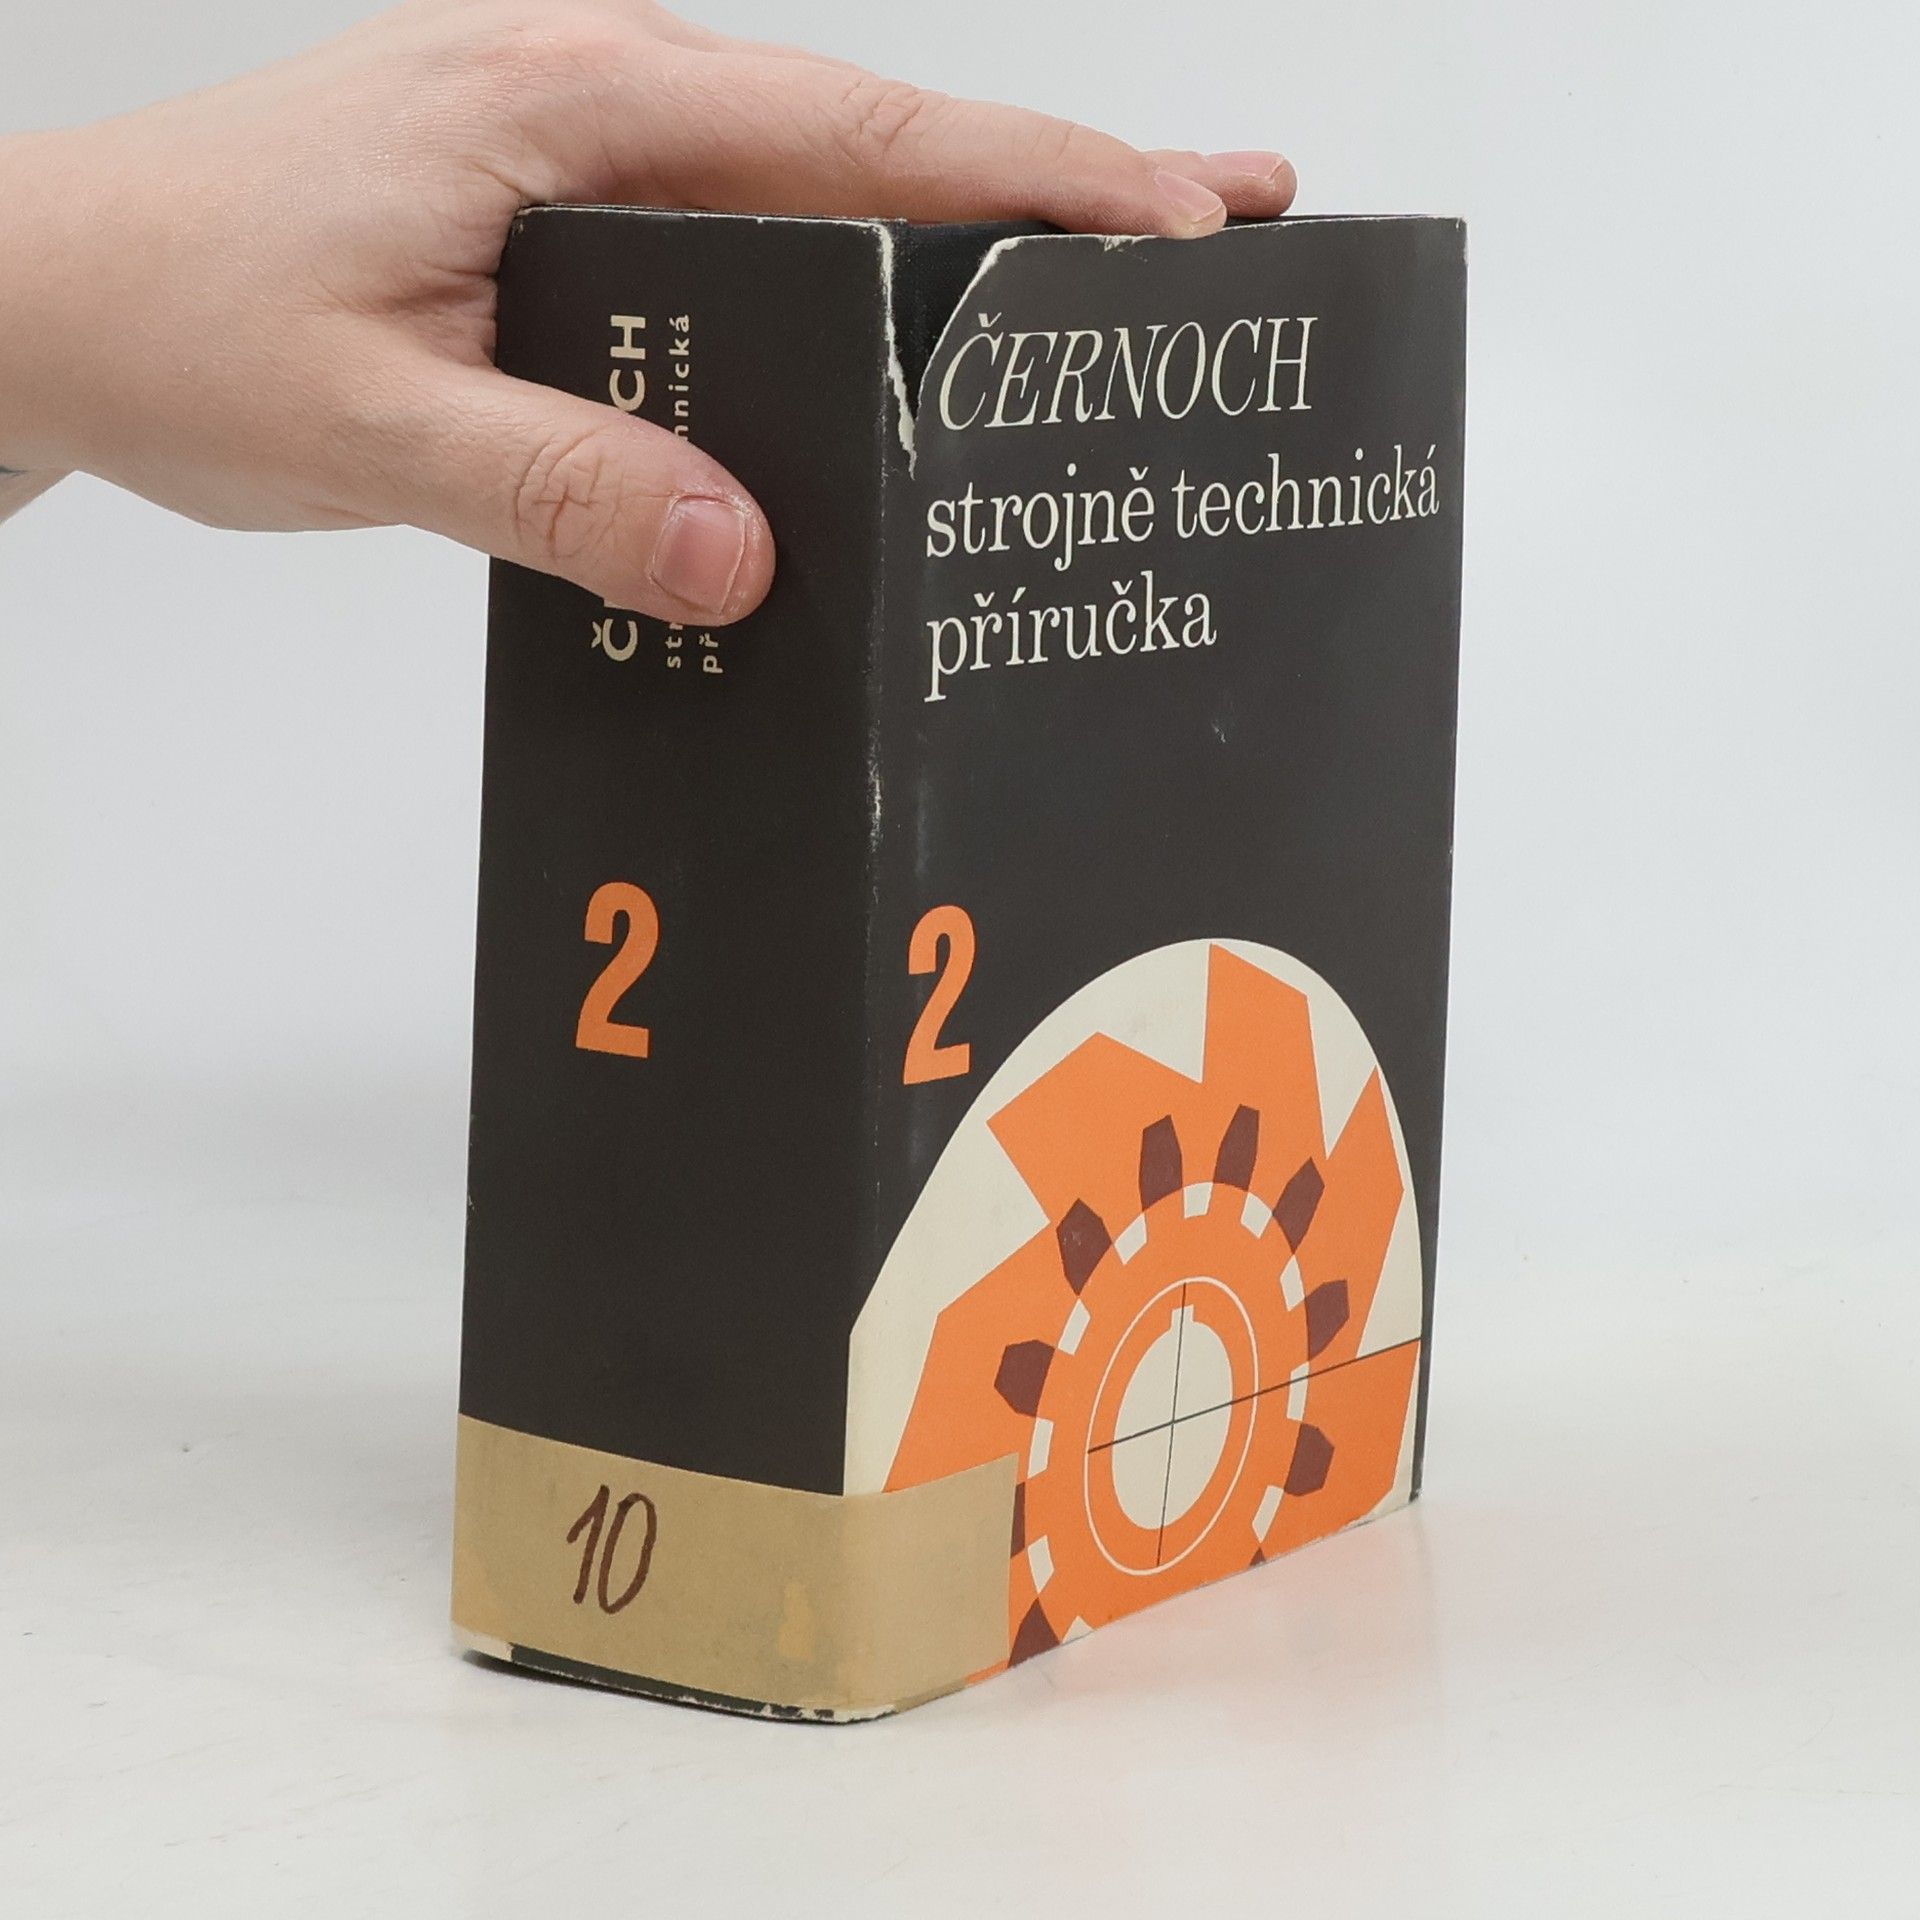 ČERNOCH
strojně technická
příručka
2
2
10